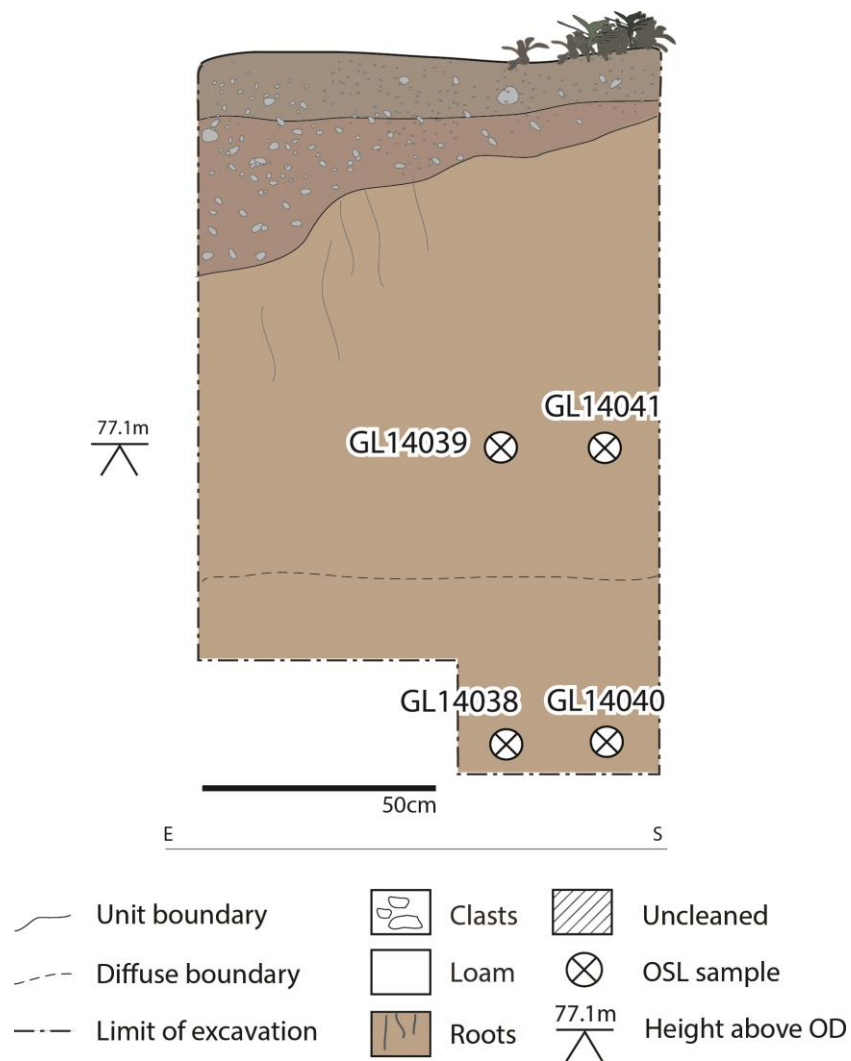 GL14041
77.1m
GL14039
GL14038 GL14040
50cm
E S
Unit boundary Clasts Uncleaned
Diffuse boundary Loam OSL sample
77.1m
Limit of excavation Roots Height above OD